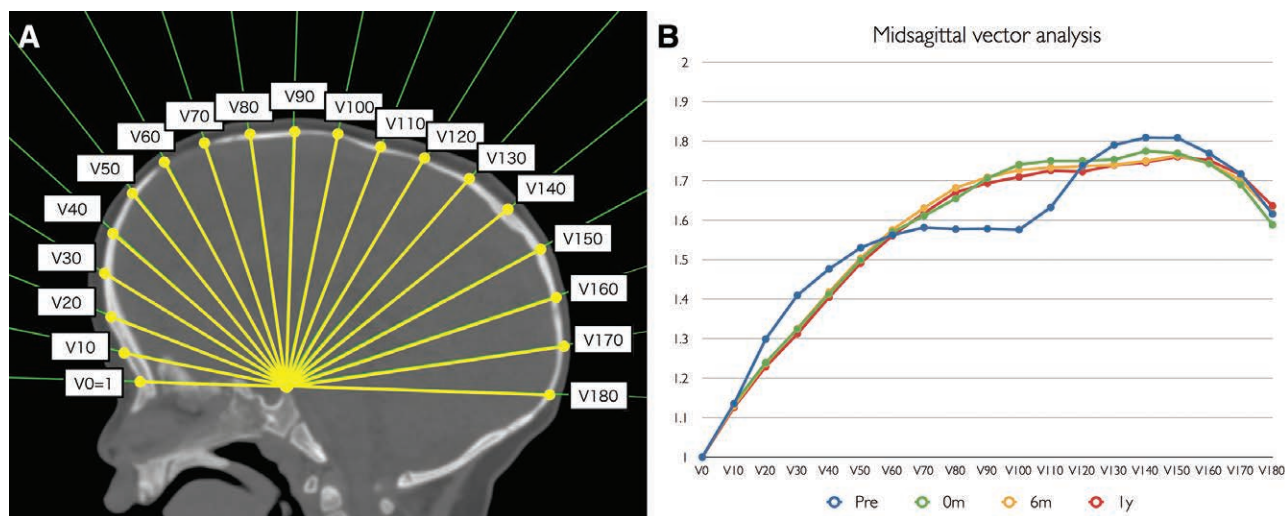 A
V0=1
V10
V20
V30
V40
V50
V60
V70
V80
V90
V100
V110
V120
V130
V140
V150
V160
V170
V180
B
Midsagittal vector analysis
2
1.9
1.8
1.7
1.6
1.5
1.4
1.3
1.2
1.1
1
V0 V10 V20 V30 V40 V50 V60 V70 V80 V90 V100 V110 V120 V130 V140 V150 V160 V170 V180
Pre 0m 6m 1y